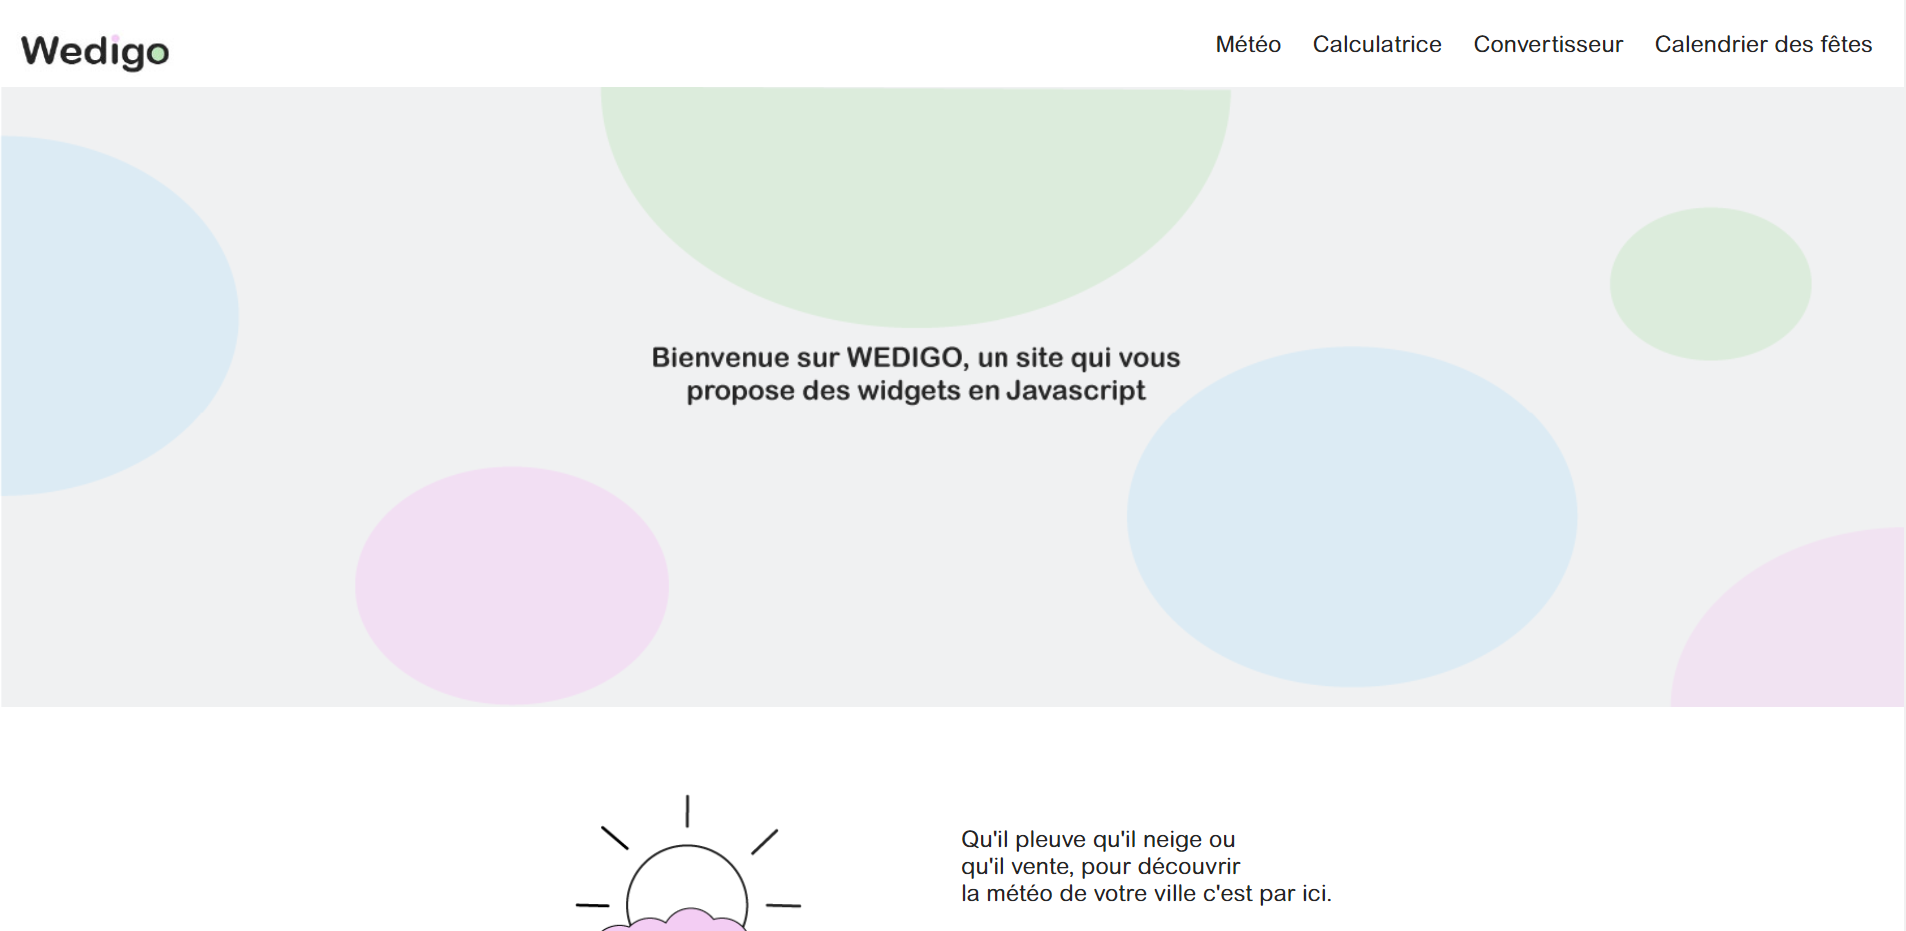 Wedigo
Météo Calculatrice Convertisseur Calendrier des fêtes
Bienvenue sur WEDIGO, un site qui vous
propose des widgets en Javascript
Qu'il pleuve qu'il neige ou
qu'il vente, pour découvrir
la météo de votre ville c'est par ici.